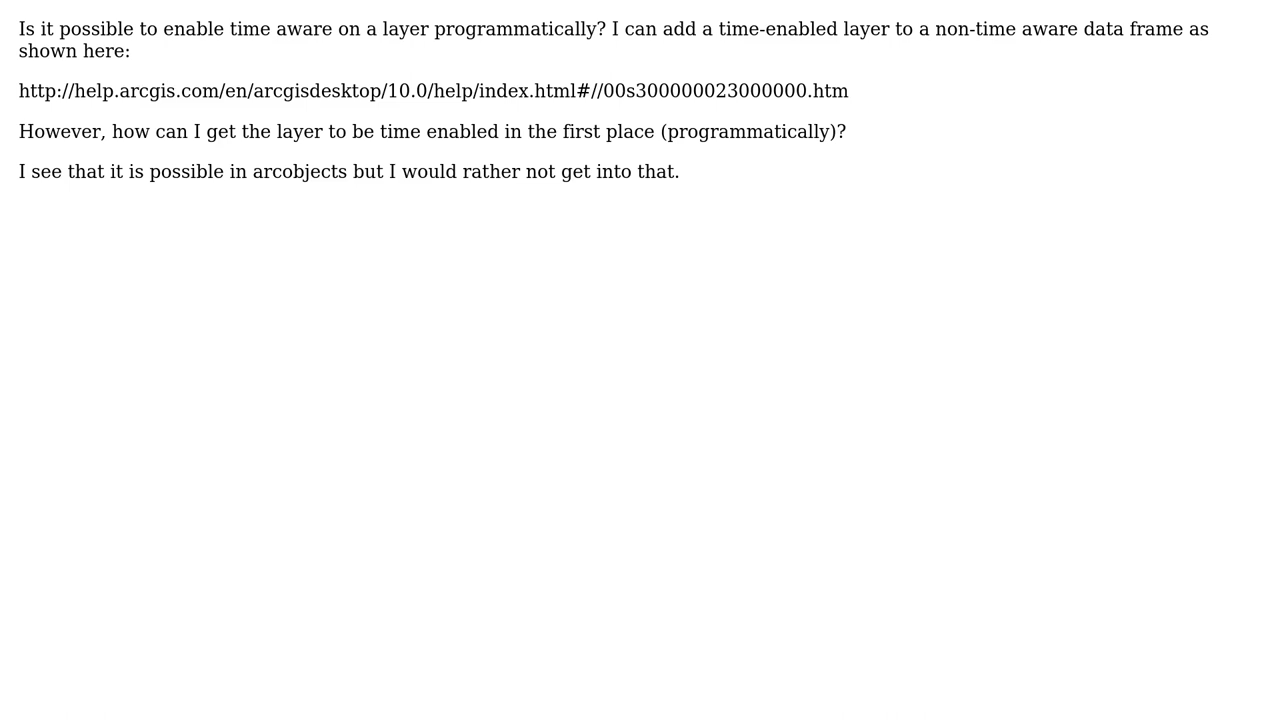 Is it possible to enable time aware on a layer programmatically? I can add a time-enabled layer to a non-time aware data frame as
shown here:
http://help.arcgis.com/en/arcgisdesktop/10.0/help/index.html#//00s300000023000000.htm
However, how can I get the layer to be time enabled in the first place (programmatically)?
I see that it is possible in arcobjects but I would rather not get into that.